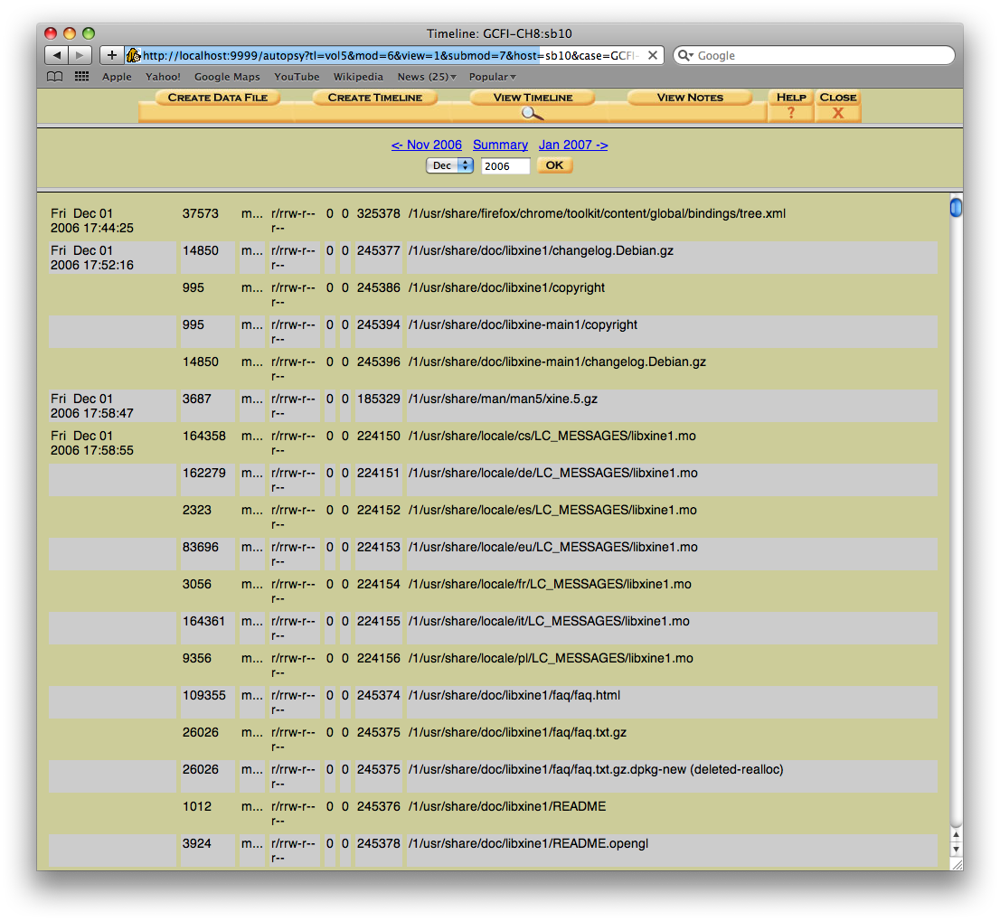 Timeline: GCFI-CH8:sb10
http://localhost:9999/autopsy?tl=vol5&mod=6&view=1&submod=7&host=sb10&case=GCFI- Google
Apple Yahoo! Google Maps YouTube Wikipedia News (25) Popular
CREATE DATA FILE CREATE TIMELINE VIEW TIMELINE VIEW NOTES HELP CLOSE
? X
<- Nov 2006 Summary Jan 2007 ->
Dec 2006 OK
Fri Dec 01 37573 m... r/rrw-r-- 0 0 325378 /1/usr/share/firefox/chrome/toolkit/content/global/bindings/tree.xml
2006 17:44:25 r--
Fri Dec 01 14850 m... r/rrw-r-- 0 0 245377 /1/usr/share/doc/libxine1/changelog.Debian.gz
2006 17:52:16 r--
995 m... r/rrw-r-- 0 0 245386 /1/usr/share/doc/libxine1/copyright
r--
995 m... r/rrw-r-- 0 0 245394 /1/usr/share/doc/libxine-main1/copyright
r--
14850 m... r/rrw-r-- 0 0 245396 /1/usr/share/doc/libxine-main1/changelog.Debian.gz
r--
Fri Dec 01 3687 m... r/rrw-r-- 0 0 185329 /1/usr/share/man/man5/xine.5.gz
2006 17:58:47 r--
Fri Dec 01 164358 m... r/rrw-r-- 0 0 224150 /1/usr/share/locale/cs/LC_MESSAGES/libxine1.mo
2006 17:58:55 r--
162279 m... r/rrw-r-- 0 0 224151 /1/usr/share/locale/de/LC_MESSAGES/libxine1.mo
r--
2323 m... r/rrw-r-- 0 0 224152 /1/usr/share/locale/es/LC_MESSAGES/libxine1.mo
r--
83696 m... r/rrw-r-- 0 0 224153 /1/usr/share/locale/eu/LC_MESSAGES/libxine1.mo
r--
3056 m... r/rrw-r-- 0 0 224154 /1/usr/share/locale/fr/LC_MESSAGES/libxine1.mo
r--
164361 m... r/rrw-r-- 0 0 224155 /1/usr/share/locale/it/LC_MESSAGES/libxine1.mo
r--
9356 m... r/rrw-r-- 0 0 224156 /1/usr/share/locale/pl/LC_MESSAGES/libxine1.mo
r--
109355 m... r/rrw-r-- 0 0 245374 /1/usr/share/doc/libxine1/faq/faq.html
r--
26026 m... r/rrw-r-- 0 0 245375 /1/usr/share/doc/libxine1/faq/faq.txt.gz
r--
26026 m... r/rrw-r-- 0 0 245375 /1/usr/share/doc/libxine1/faq/faq.txt.gz.dpkg-new (deleted-realloc)
r--
1012 m... r/rrw-r-- 0 0 245376 /1/usr/share/doc/libxine1/README
r--
3924 m... r/rrw-r-- 0 0 245378 /1/usr/share/doc/libxine1/README.opengl
r--